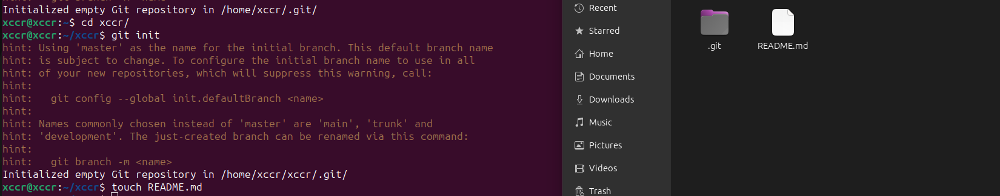 Initialized empty Git repository in /home/xccr/.git/
xccr@xccr:~$ cd xccr/
xccr@xccr:~/xccr$ git init
hint: Using 'master' as the name for the initial branch. This default branch name
hint: is subject to change. To configure the initial branch name to use in all
hint: of your new repositories, which will suppress this warning, call:
hint:
hint:   git config --global init.defaultBranch <name>
hint:
hint: Names commonly chosen instead of 'master' are 'main', 'trunk' and
hint: 'development'. The just-created branch can be renamed via this command:
hint:
hint:   git branch -m <name>
Initialized empty Git repository in /home/xccr/xccr/.git/
xccr@xccr:~/xccr$ touch README.md
Recent
Starred
Home
Documents
Downloads
Music
Pictures
Videos
Trash
.git
README.md